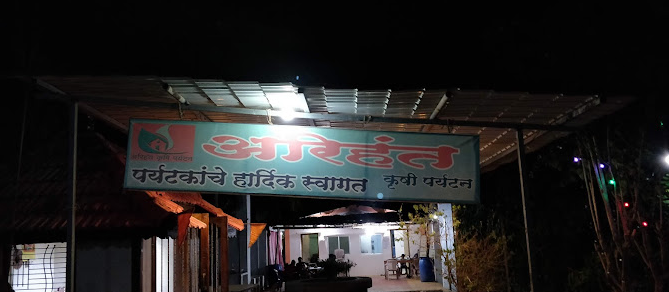 अरिहंत
पर्यटकांचे हार्दिक स्वागत कृषी पर्यटन